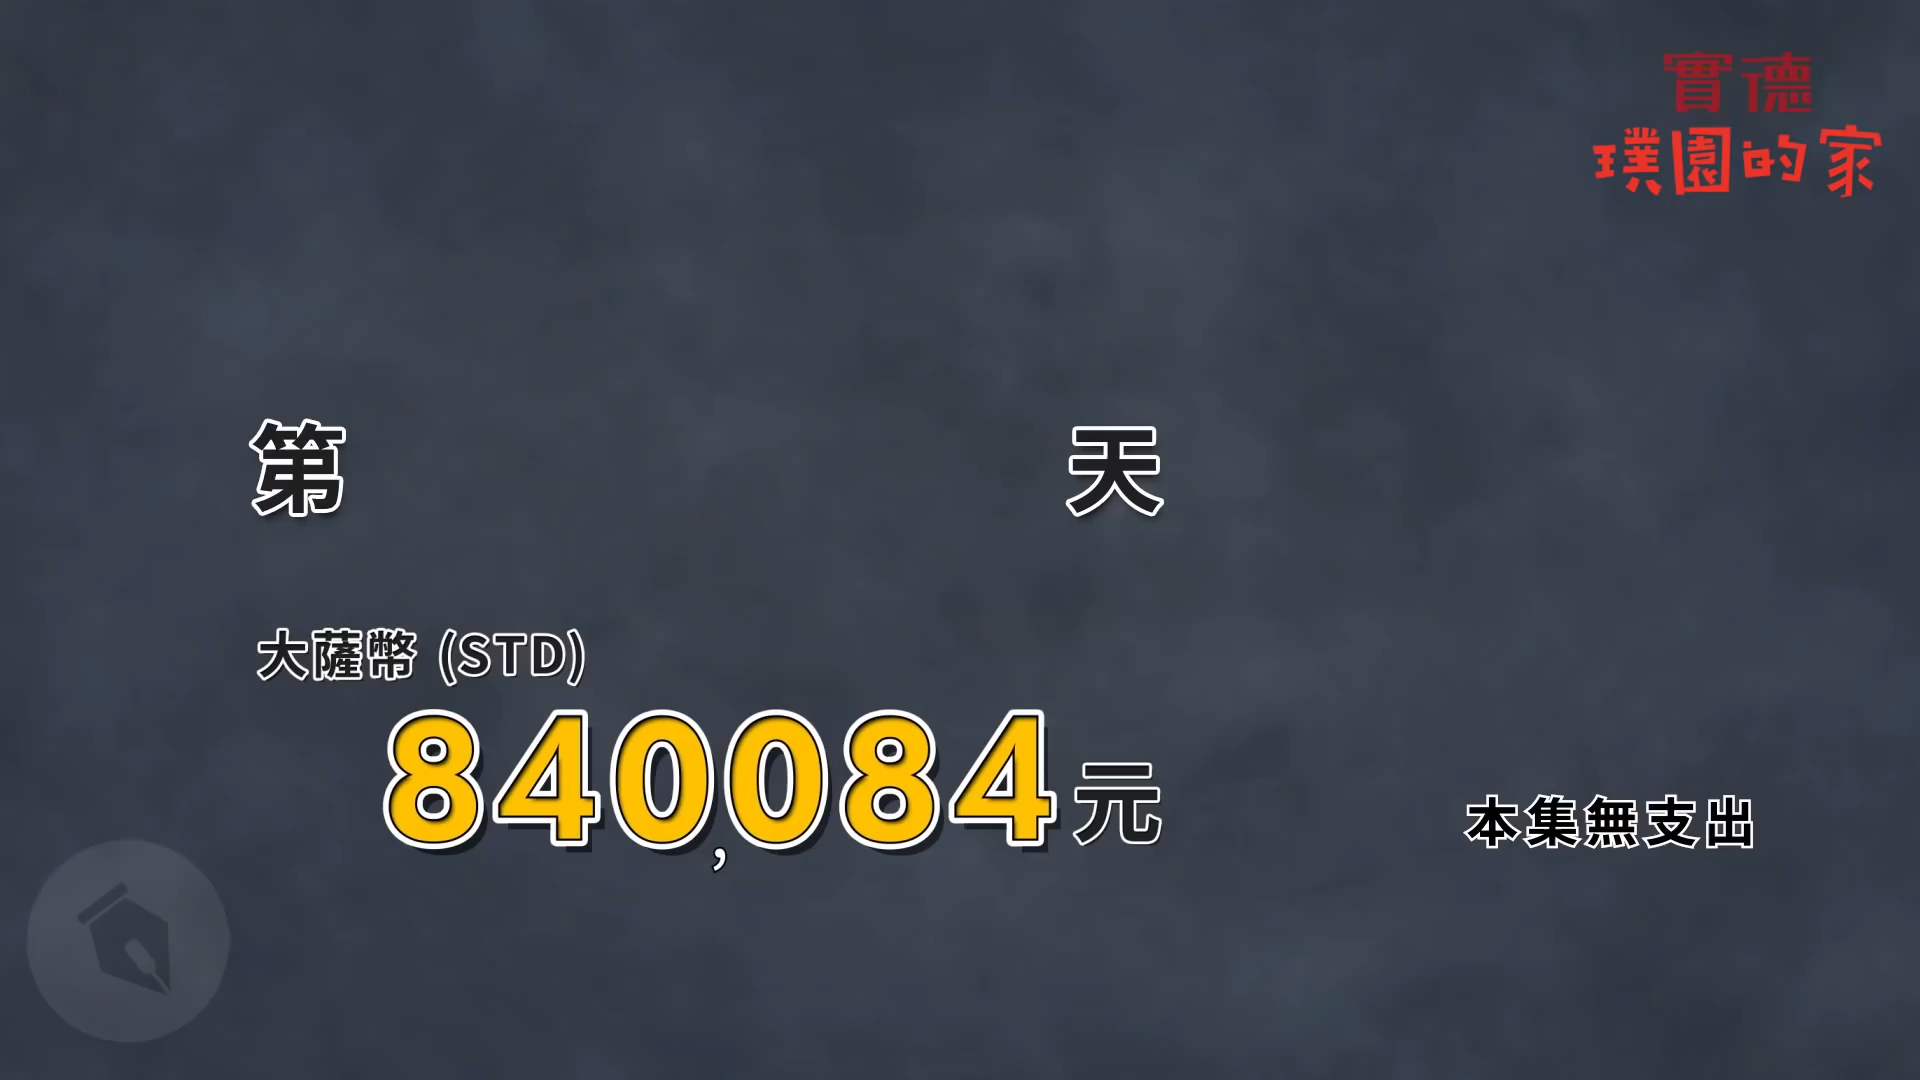 實德
璞園的家
第 天
大薩幣 (STD)
840,084元
本集無支出